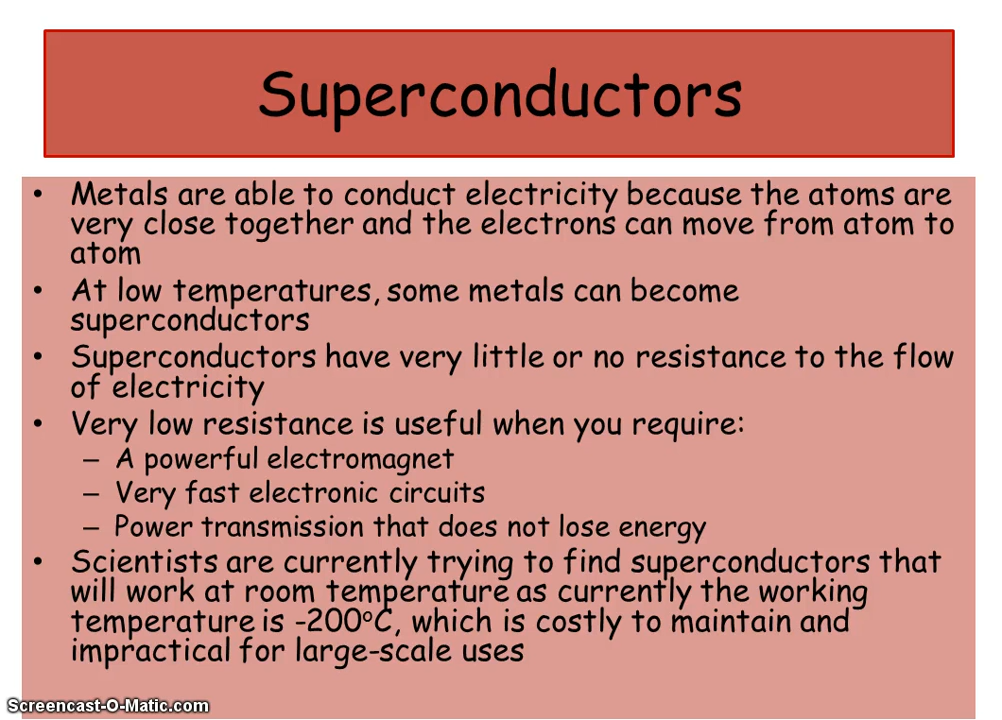 Superconductors
• Metals are able to conduct electricity because the atoms are
very close together and the electrons can move from atom to
atom
• At low temperatures, some metals can become
superconductors
• Superconductors have very little or no resistance to the flow
of electricity
• Very low resistance is useful when you require:
– A powerful electromagnet
– Very fast electronic circuits
– Power transmission that does not lose energy
• Scientists are currently trying to find superconductors that
will work at room temperature as currently the working
temperature is -200°C, which is costly to maintain and
impractical for large-scale uses
Screencast-O-Matic.com